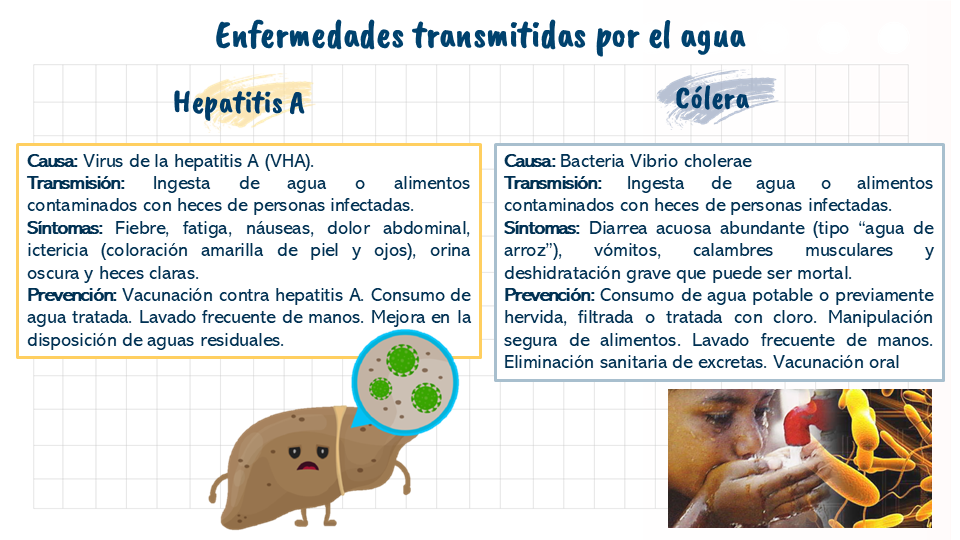 Enfermedades transmitidas por el agua
Hepatitis A
Causa: Virus de la hepatitis A (VHA).
Transmisión: Ingesta de agua o alimentos
contaminados con heces de personas infectadas.
Síntomas: Fiebre, fatiga, náuseas, dolor abdominal,
ictericia (coloración amarilla de piel y ojos), orina
oscura y heces claras.
Prevención: Vacunación contra hepatitis A. Consumo de
agua tratada. Lavado frecuente de manos. Mejora en la
disposición de aguas residuales.
Cólera
Causa: Bacteria Vibrio cholerae
Transmisión: Ingesta de agua o alimentos
contaminados con heces de personas infectadas.
Síntomas: Diarrea acuosa abundante (tipo “agua de
arroz”), vómitos, calambres musculares y
deshidratación grave que puede ser mortal.
Prevención: Consumo de agua potable o previamente
hervida, filtrada o tratada con cloro. Manipulación
segura de alimentos. Lavado frecuente de manos.
Eliminación sanitaria de excretas. Vacunación oral